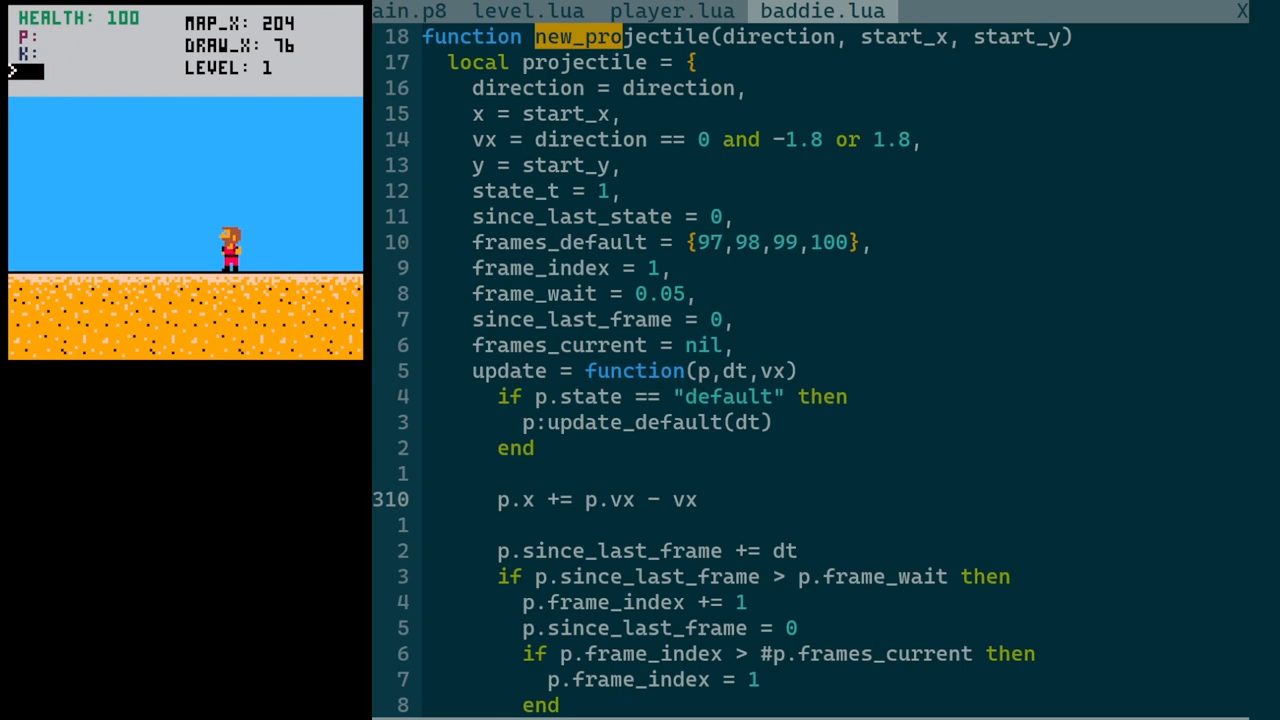 HEALTH: 100
P:
K:
>
MAP_X: 204
DRAW_X: 76
LEVEL: 1
ain.p8 level.lua player.lua baddie.lua X
18 function new_projectile(direction, start_x, start_y)
17 local projectile = {
16 direction = direction,
15 x = start_x,
14 vx = direction == 0 and -1.8 or 1.8,
13 y = start_y,
12 state_t = 1,
11 since_last_state = 0,
10 frames_default = {97,98,99,100},
9 frame_index = 1,
8 frame_wait = 0.05,
7 since_last_frame = 0,
6 frames_current = nil,
5 update = function(p,dt,vx)
4 if p.state == "default" then
3 p:update_default(dt)
2 end
1
310 p.x += p.vx - vx
1
2 p.since_last_frame += dt
3 if p.since_last_frame > p.frame_wait then
4 p.frame_index += 1
5 p.since_last_frame = 0
6 if p.frame_index > #p.frames_current then
7 p.frame_index = 1
8 end